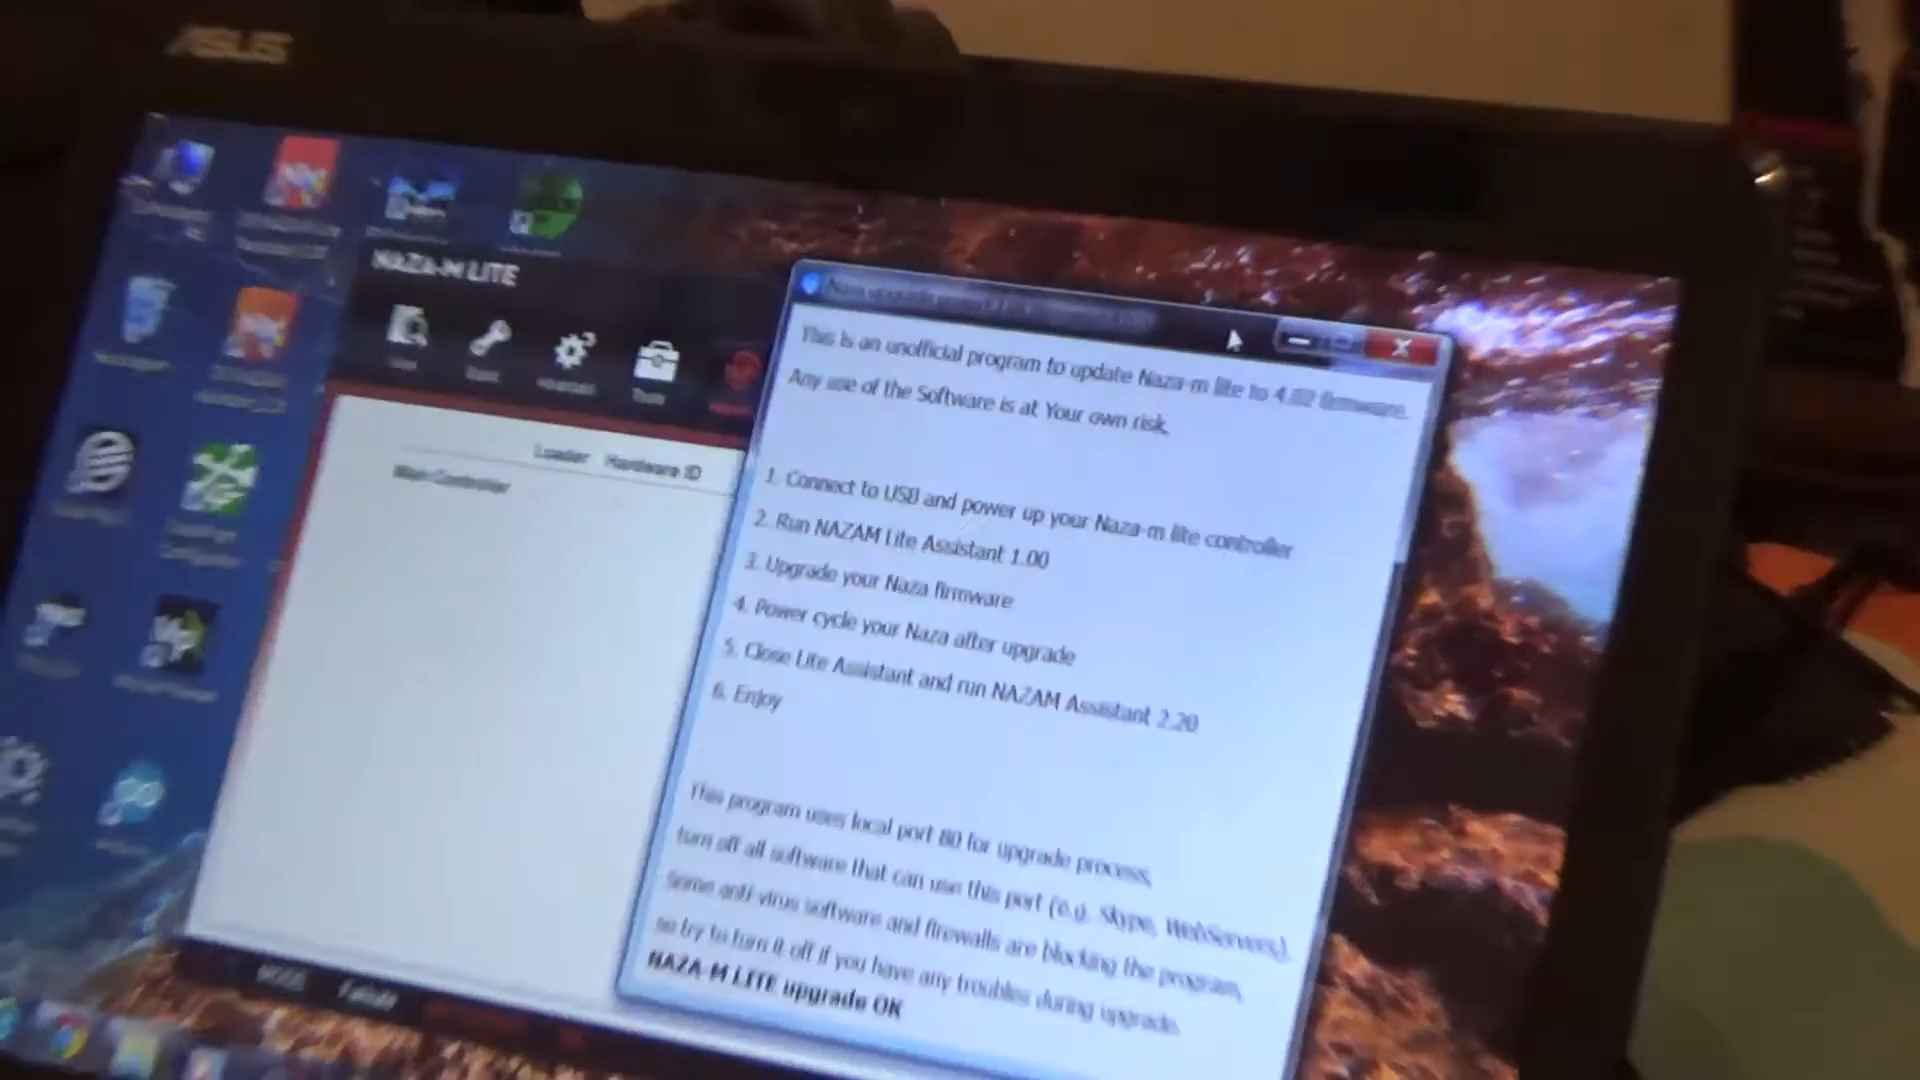 ASUS
NAZA-M LITE
Tools
Loader Hardware ID
Main Controller
MODE Failsafe
This is an unofficial program to update Naza-m lite to 4.02 firmware.
Any use of the Software is at Your own risk.
1. Connect to USB and power up your Naza-m lite controller
2. Run NAZAM Lite Assistant 1.00
3. Upgrade your Naza firmware
4. Power cycle your Naza after upgrade
5. Close Lite Assistant and run NAZAM Assistant 2.20
6. Enjoy
This program uses local port 80 for upgrade process,
turn off all software that can use this port (e.g. Skype, WebServers).
Some anti-virus software and firewalls are blocking the program,
so try to turn it off if you have any troubles during upgrade.
NAZA-M LITE upgrade OK